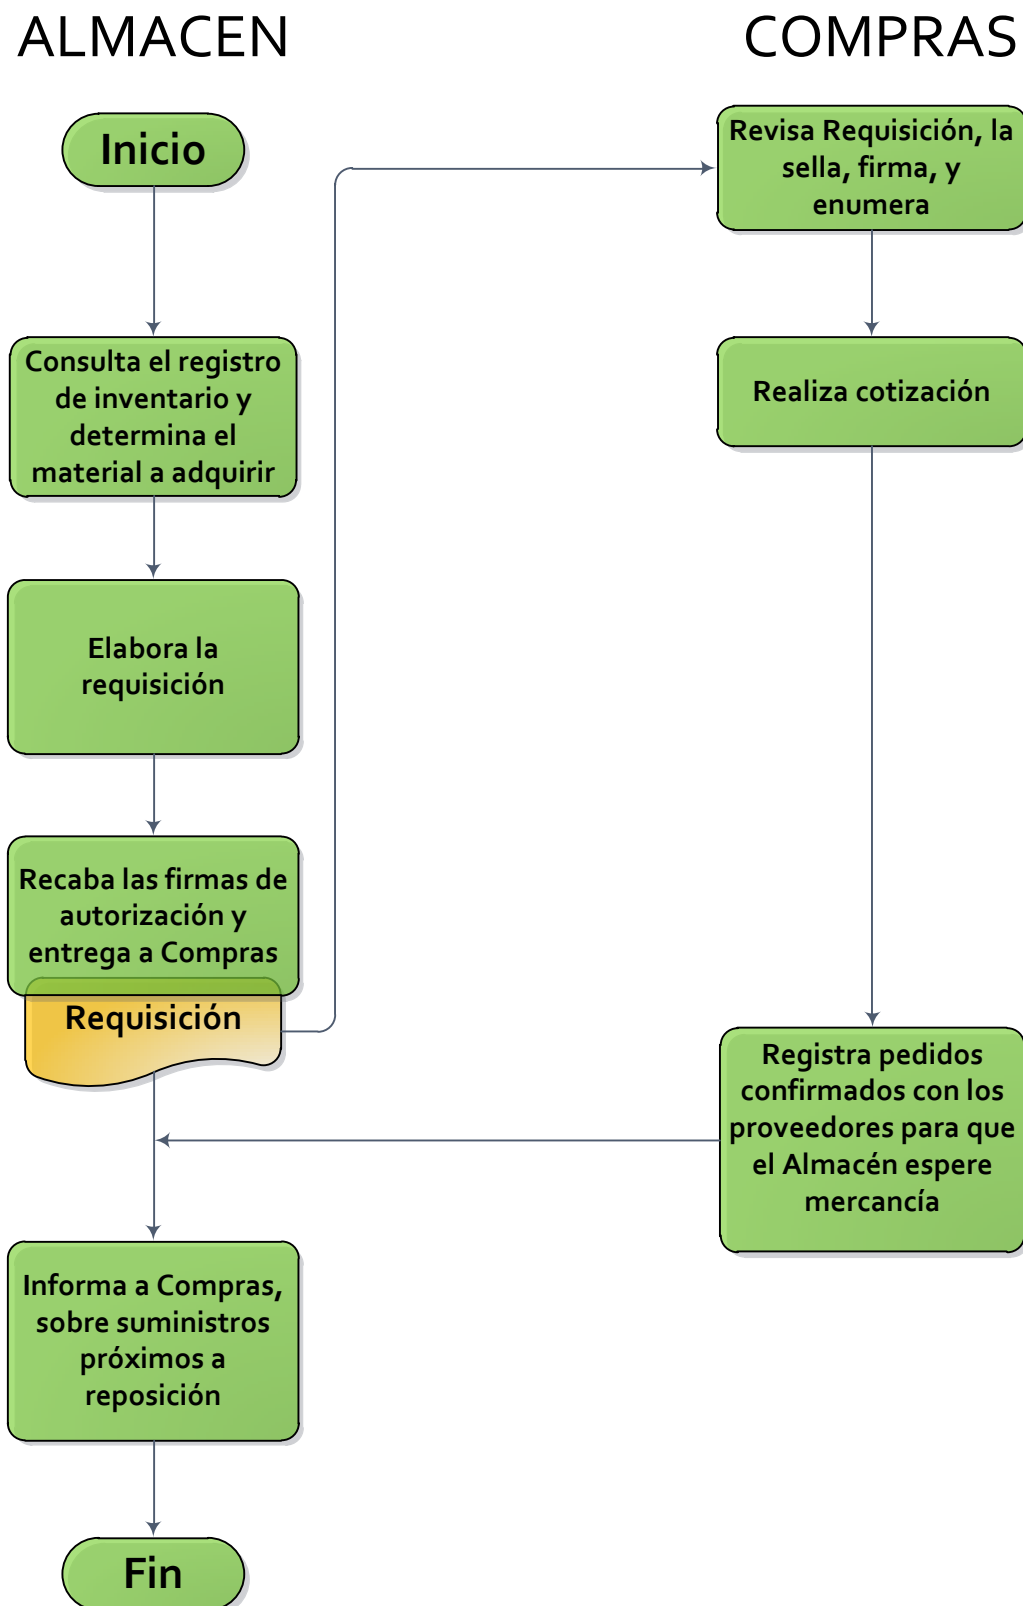 ALMACEN
COMPRAS
Inicio
Consulta el registro
de inventario y
determina el
material a adquirir
Elabora la
requisición
Recaba las firmas de
autorización y
entrega a Compras
Requisición
Revisa Requisición, la
sella, firma, y
enumera
Realiza cotización
Registra pedidos
confirmados con los
proveedores para que
el Almacén espere
mercancía
Informa a Compras,
sobre suministros
próximos a
reposición
Fin